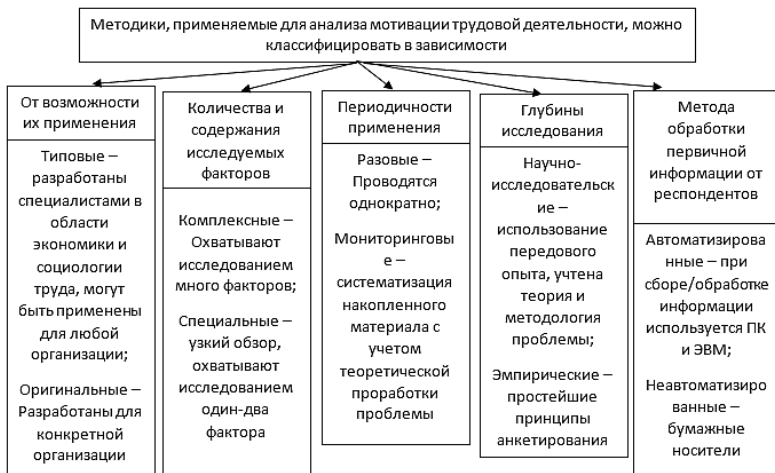 Методики, применяемые для анализа мотивации трудовой деятельности, можно
классифицировать в зависимости
От возможности
их применения
Типовые –
разработаны
специалистами в
области
экономики и
социологии
труда, могут
быть применены
для любой
организации;
Оригинальные –
Разработаны для
конкретной
организации
Количества и
содержания
исследуемых
факторов
Комплексные –
Охватывают
исследованием
много факторов;
Специальные –
узкий обзор,
охватывают
исследованием
один-два
фактора
Периодичности
применения
Разовые –
Проводятся
однократно;
Мониторинговы
е –
систематизация
накопленного
материала с
учетом
теоретической
проработки
проблемы
Глубины
исследования
Научно-
исследовательск
ие –
использование
передового
опыта, учтена
теория и
методология
проблемы;
Эмпирические –
простейшие
принципы
анкетирования
Метода
обработки
первичной
информации от
респондентов
Автоматизирова
нные – при
сборе/обработке
информации
используется ПК
и ЭВМ;
Неавтоматизиро
ванные –
бумажные
носители